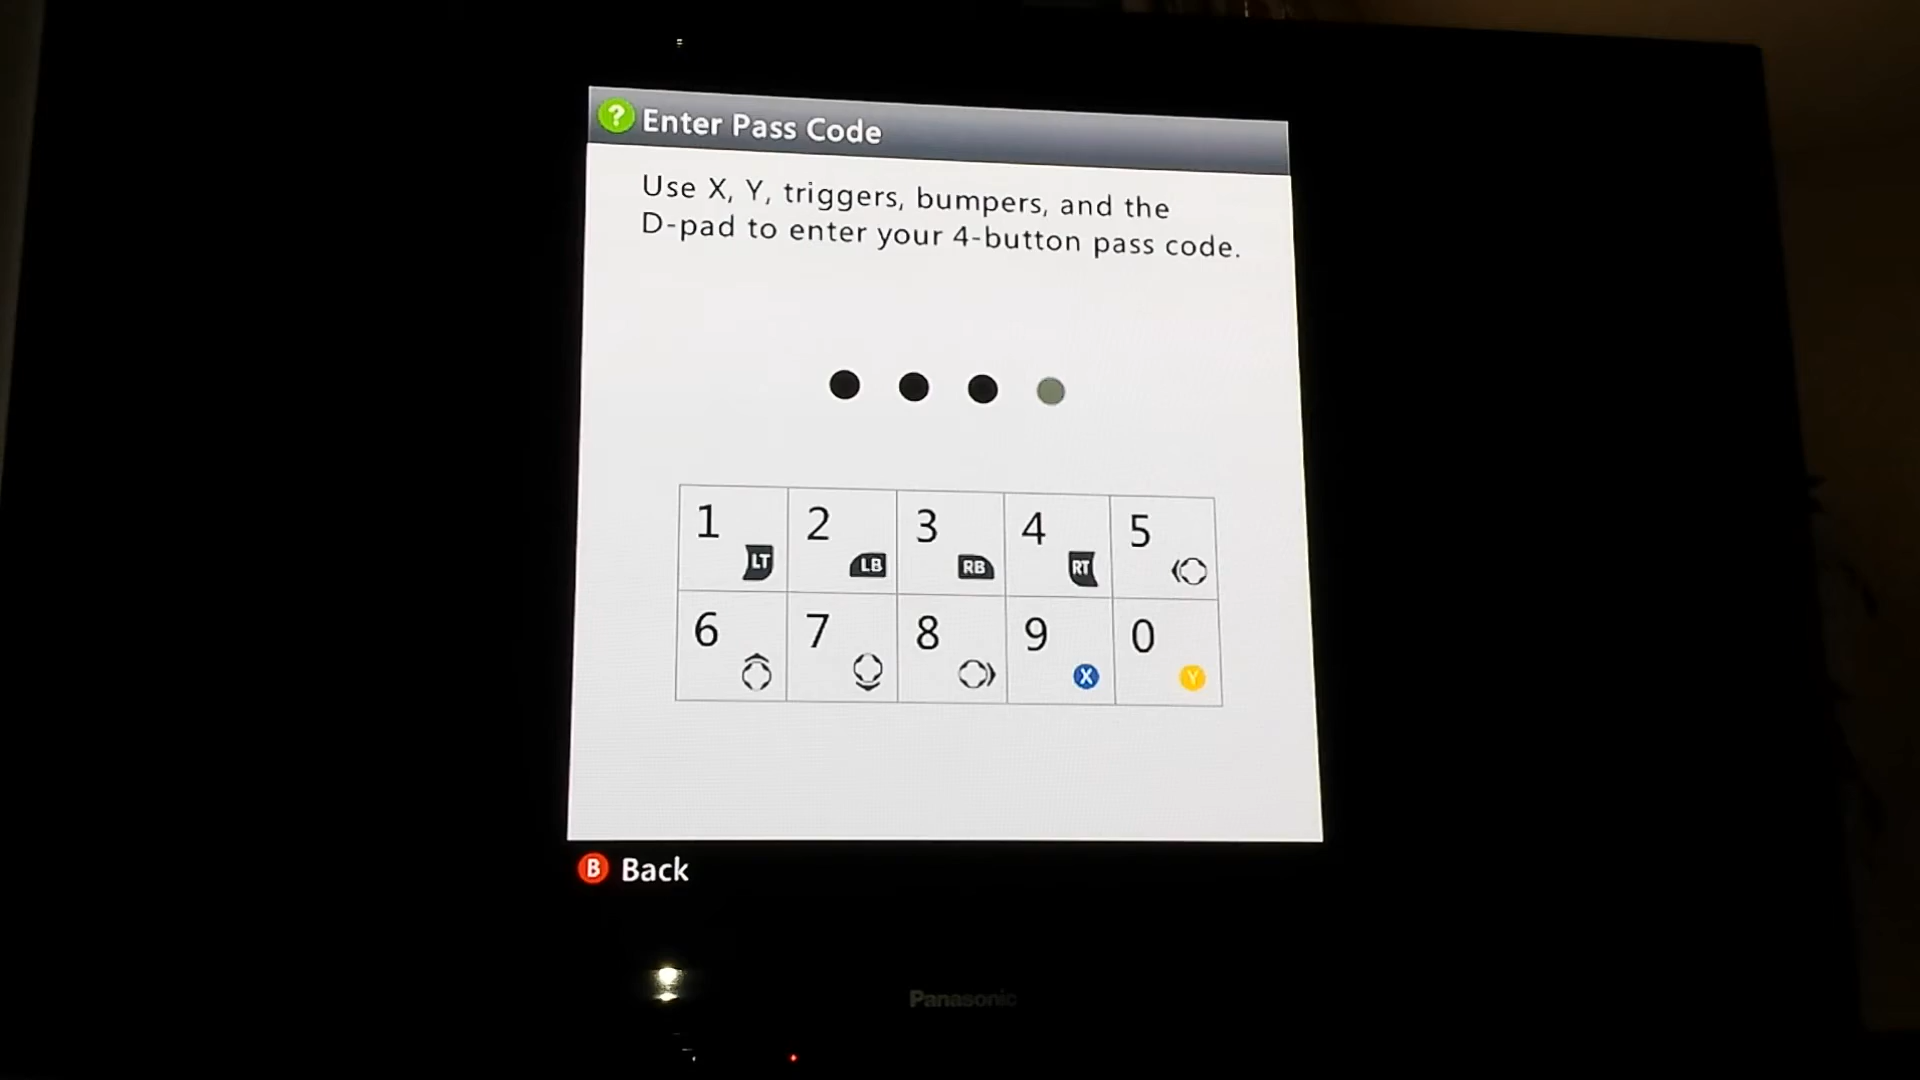 ? Enter Pass Code
Use X, Y, triggers, bumpers, and the
D-pad to enter your 4-button pass code.
1 LT 2 LB 3 RB 4 RT 5
6 7 8 9 X 0 Y
B Back
Panasonic